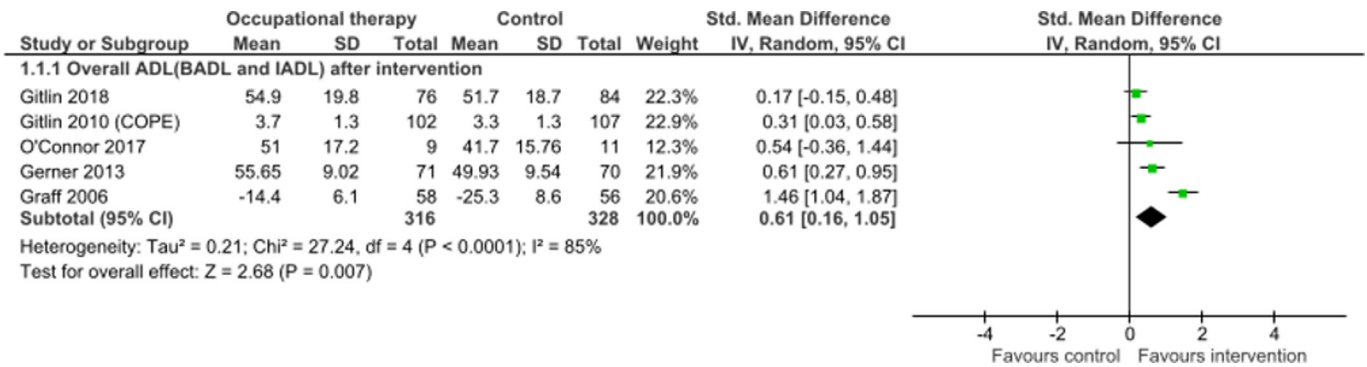 Occupational therapy Control Std. Mean Difference Std. Mean Difference
Study or Subgroup Mean SD Total Mean SD Total Weight IV, Random, 95% CI IV, Random, 95% CI
1.1.1 Overall ADL(BADL and IADL) after intervention
Gitlin 2018 54.9 19.8 76 51.7 18.7 84 22.3% 0.17 [-0.15, 0.48]
Gitlin 2010 (COPE) 3.7 1.3 102 3.3 1.3 107 22.9% 0.31 [0.03, 0.58]
O'Connor 2017 51 17.2 9 41.7 15.76 11 12.3% 0.54 [-0.36, 1.44]
Gerner 2013 55.65 9.02 71 49.93 9.54 70 21.9% 0.61 [0.27, 0.95]
Graff 2006 -14.4 6.1 58 -25.3 8.6 56 20.6% 1.46 [1.04, 1.87]
Subtotal (95% CI) 316 328 100.0% 0.61 [0.16, 1.05]
Heterogeneity: Tau² = 0.21; Chi² = 27.24, df = 4 (P < 0.0001); I² = 85%
Test for overall effect: Z = 2.68 (P = 0.007)
-4 -2 0 2 4
Favours control Favours intervention